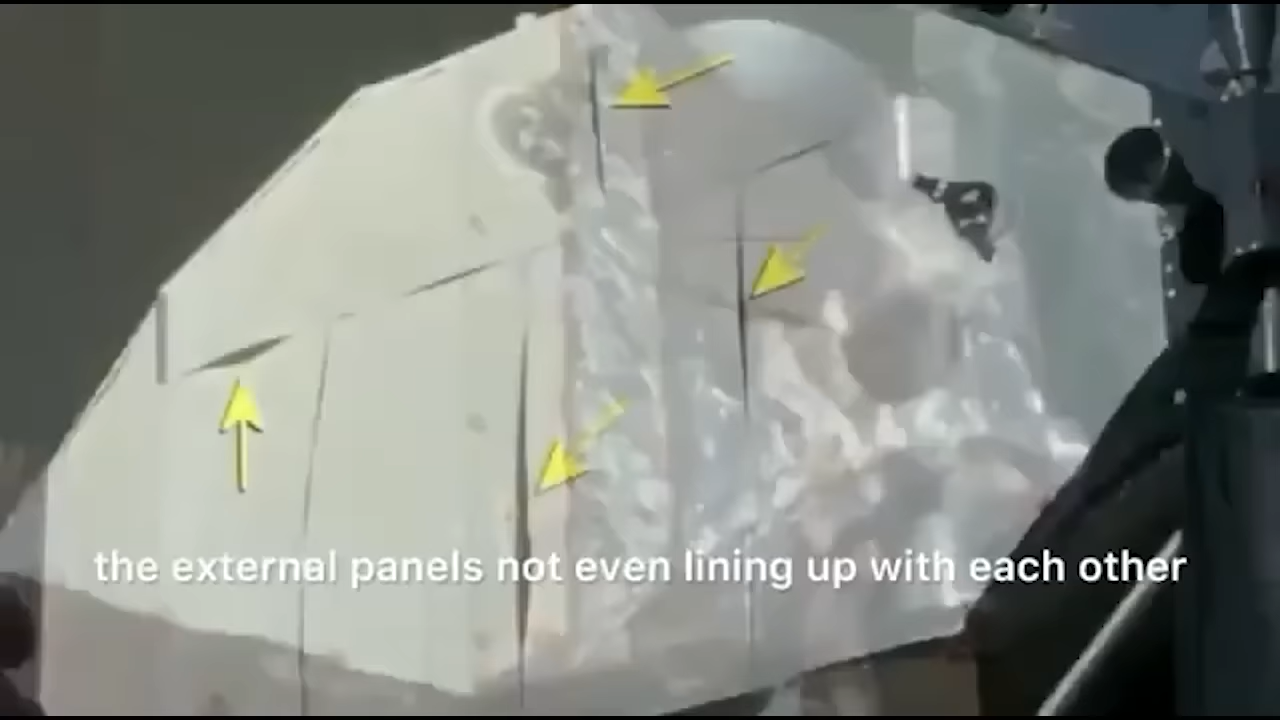 the external panels not even lining up with each other